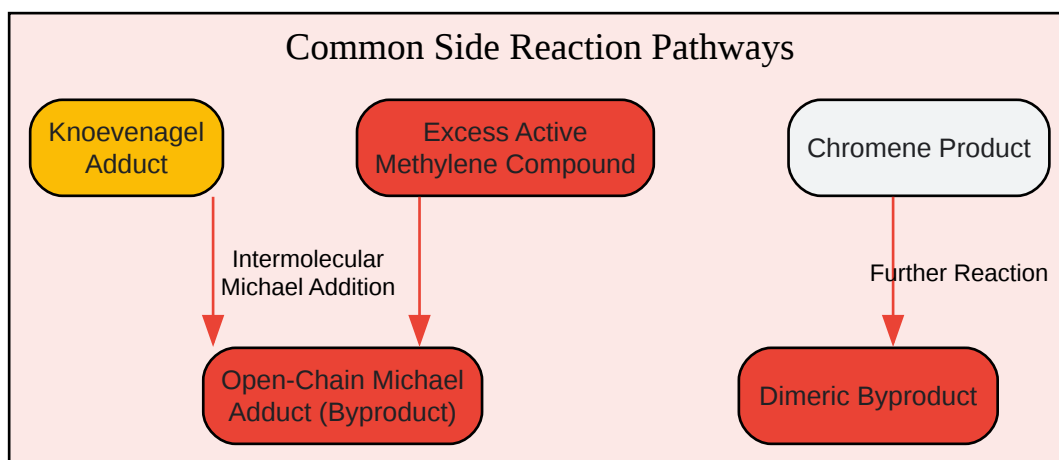 Common Side Reaction Pathways
Knoevenagel
Adduct
Excess Active
Methylene Compound
Chromene Product
Intermolecular
Michael Addition
Further Reaction
Open-Chain Michael
Adduct (Byproduct)
Dimeric Byproduct